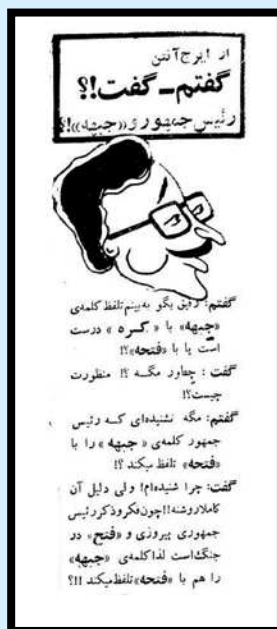 از ایرج آنتن
گفتم ـ گفت!؟
رئیس جمهور و «جبهه»!؟
گفتم: رفیق بگو به‌بینم تلفظ کلمه‌ی
«جبهه» با « کسره » درست
است یا با «فتحه»؟!
گفت : چطور مگه ؟! منظورت
چیست؟!
گفتم: مگه نشنیده‌ای که رئیس
جمهور کلمه‌ی « جبهه » را با
«فتحه» تلفظ میکند ؟!
گفت: چرا شنیده‌ام! ولی دلیل آن
کاملا روشنه!! چون فکر و ذکر رئیس
جمهوری پیروزی و «فتح» در
جنگ است لذا کلمه‌ی «جبهه»
را هم با «فتحه» تلفظ میکند !!؟